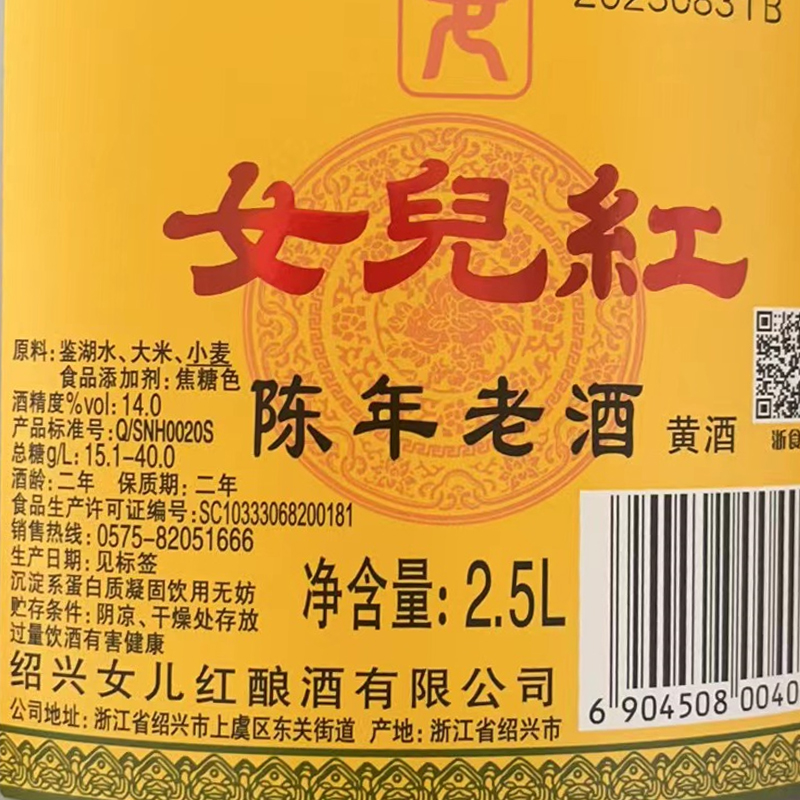 20230831B
女兒紅
原料:鉴湖水、大米、小麦
食品添加剂:焦糖色
酒精度%vol:14.0
产品标准号:Q/SNH0020S
总糖g/L:15.1-40.0
酒龄:二年 保质期:二年
食品生产许可证编号:SC10333068200181
销售热线:0575-82051666
生产日期:见标签
沉淀系蛋白质凝固饮用无妨
贮存条件:阴凉、干燥处存放
过量饮酒有害健康
陈年老酒 黄酒
浙食
净含量:2.5L
绍兴女儿红酿酒有限公司
公司地址:浙江省绍兴市上虞区东关街道 产地:浙江省绍兴市
6 904508 0040